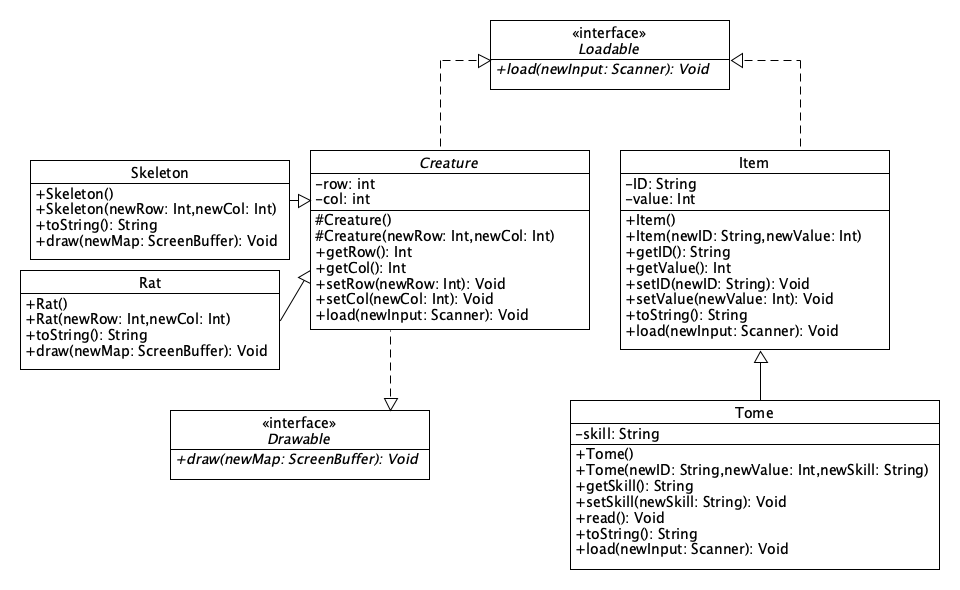 «interface»
Loadable
+load(newInput: Scanner): Void
Skeleton
+Skeleton()
+Skeleton(newRow: Int,newCol: Int)
+toString(): String
+draw(newMap: ScreenBuffer): Void
Rat
+Rat()
+Rat(newRow: Int,newCol: Int)
+toString(): String
+draw(newMap: ScreenBuffer): Void
Creature
-row: int
-col: int
#Creature()
#Creature(newRow: Int,newCol: Int)
+getRow(): Int
+getCol(): Int
+setRow(newRow: Int): Void
+setCol(newCol: Int): Void
+load(newInput: Scanner): Void
Item
-ID: String
-value: Int
+Item()
+Item(newID: String,newValue: Int)
+getID(): String
+getValue(): Int
+setID(newID: String): Void
+setValue(newValue: Int): Void
+toString(): String
+load(newInput: Scanner): Void
«interface»
Drawable
+draw(newMap: ScreenBuffer): Void
Tome
-skill: String
+Tome()
+Tome(newID: String,newValue: Int,newSkill: String)
+getSkill(): String
+setSkill(newSkill: String): Void
+read(): Void
+toString(): String
+load(newInput: Scanner): Void